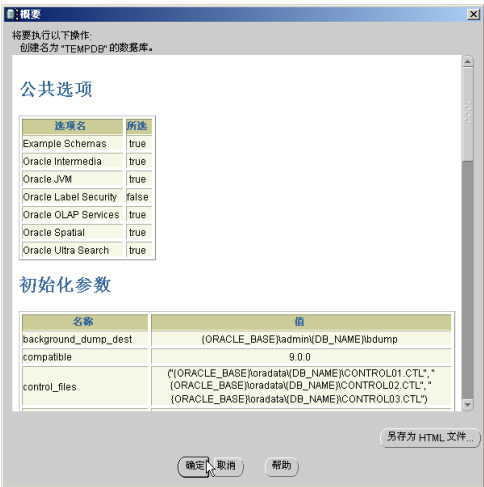 概要
将要执行以下操作:
创建名为 "TEMPDB" 的数据库。
公共选项
选项名 所选
Example Schemas true
Oracle Intermedia true
Oracle JVM true
Oracle Label Security false
Oracle OLAP Services true
Oracle Spatial true
Oracle Ultra Search true
初始化参数
名称 值
background_dump_dest {ORACLE_BASE}\admin\{DB_NAME}\bdump
compatible 9.0.0
control_files ("{ORACLE_BASE}\oradata\{DB_NAME}\CONTROL01.CTL", "
{ORACLE_BASE}\oradata\{DB_NAME}\CONTROL02.CTL", "
{ORACLE_BASE}\oradata\{DB_NAME}\CONTROL03.CTL")
另存为 HTML 文件...
确定 取消 帮助